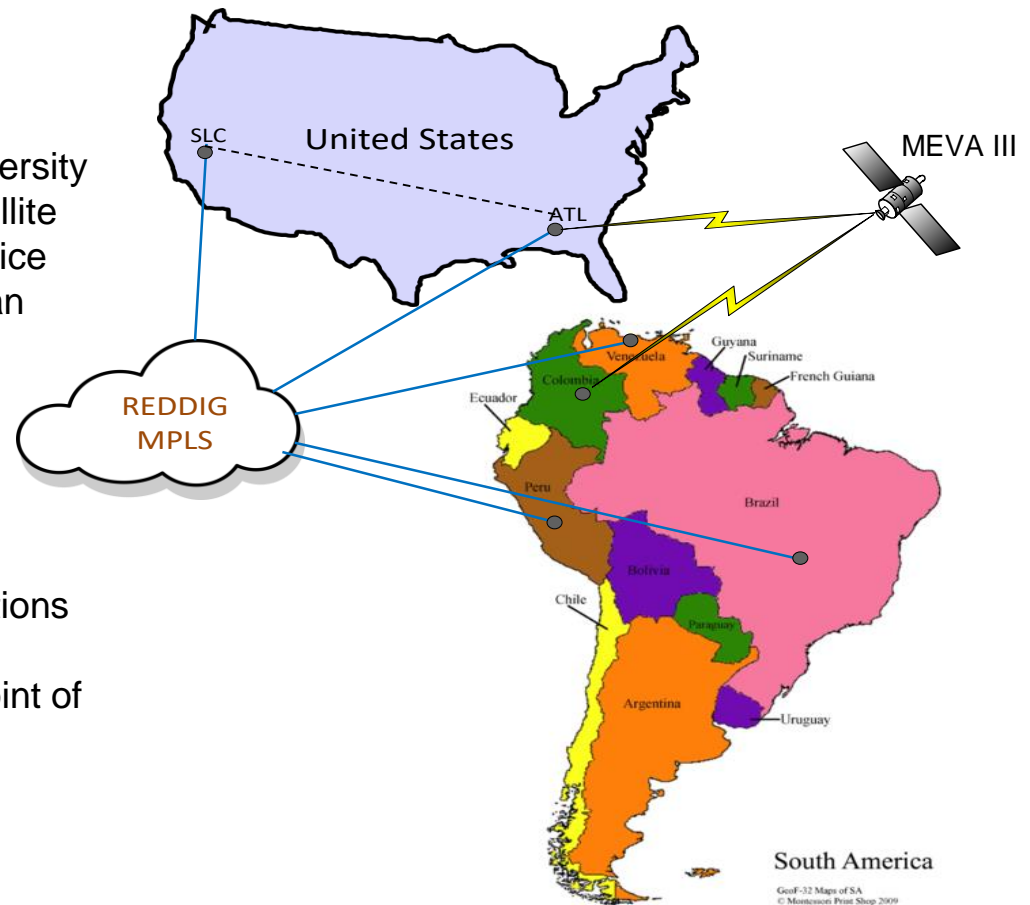 United States
SLC
ATL
MEVA III
ersity
llite
ice
an
REDDIG
MPLS
tions
int of
Venezuela
Guyana
Suriname
French Guiana
Colombia
Ecuador
Peru
Brazil
Bolivia
Chile
Paraguay
Argentina
Uruguay
South America
GeoF-32 Maps of SA
© Montessori Print Shop 2009